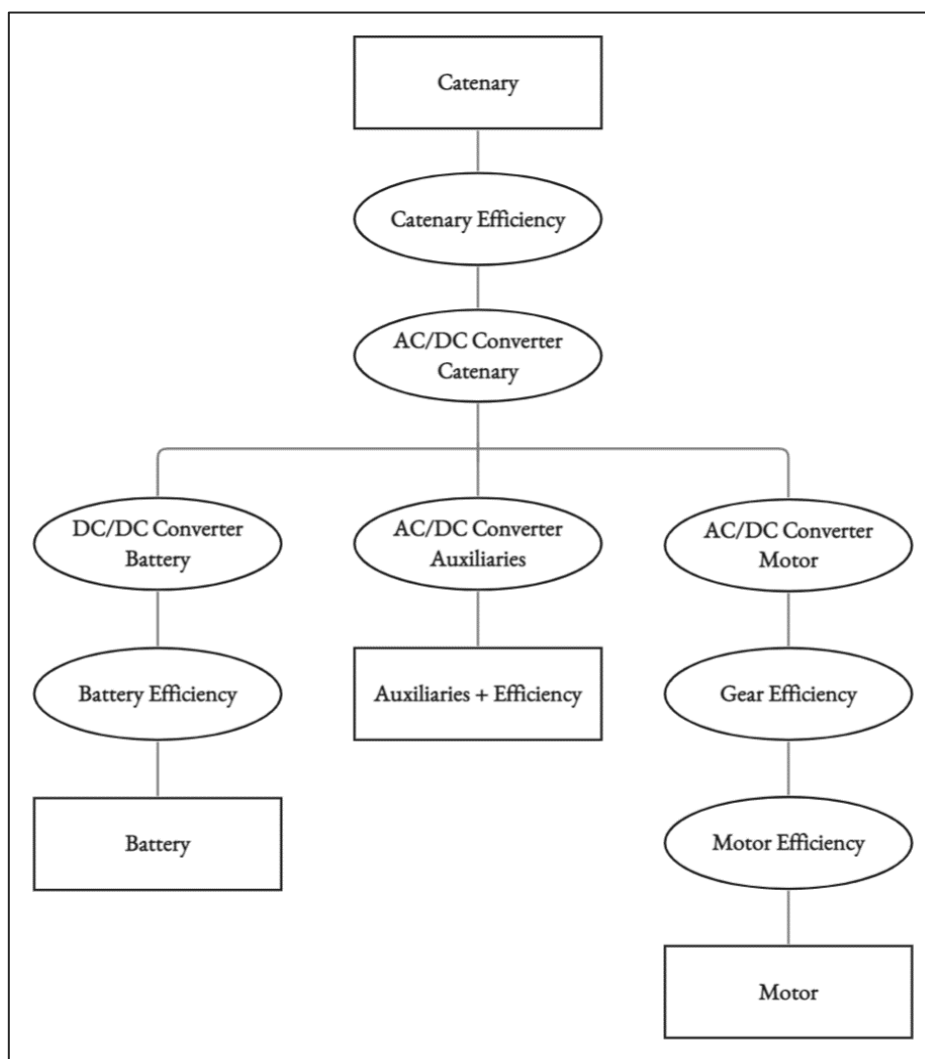 Catenary
Catenary Efficiency
AC/DC Converter
Catenary
DC/DC Converter
Battery
AC/DC Converter
Auxiliaries
AC/DC Converter
Motor
Battery Efficiency
Auxiliaries + Efficiency
Gear Efficiency
Battery
Motor Efficiency
Motor